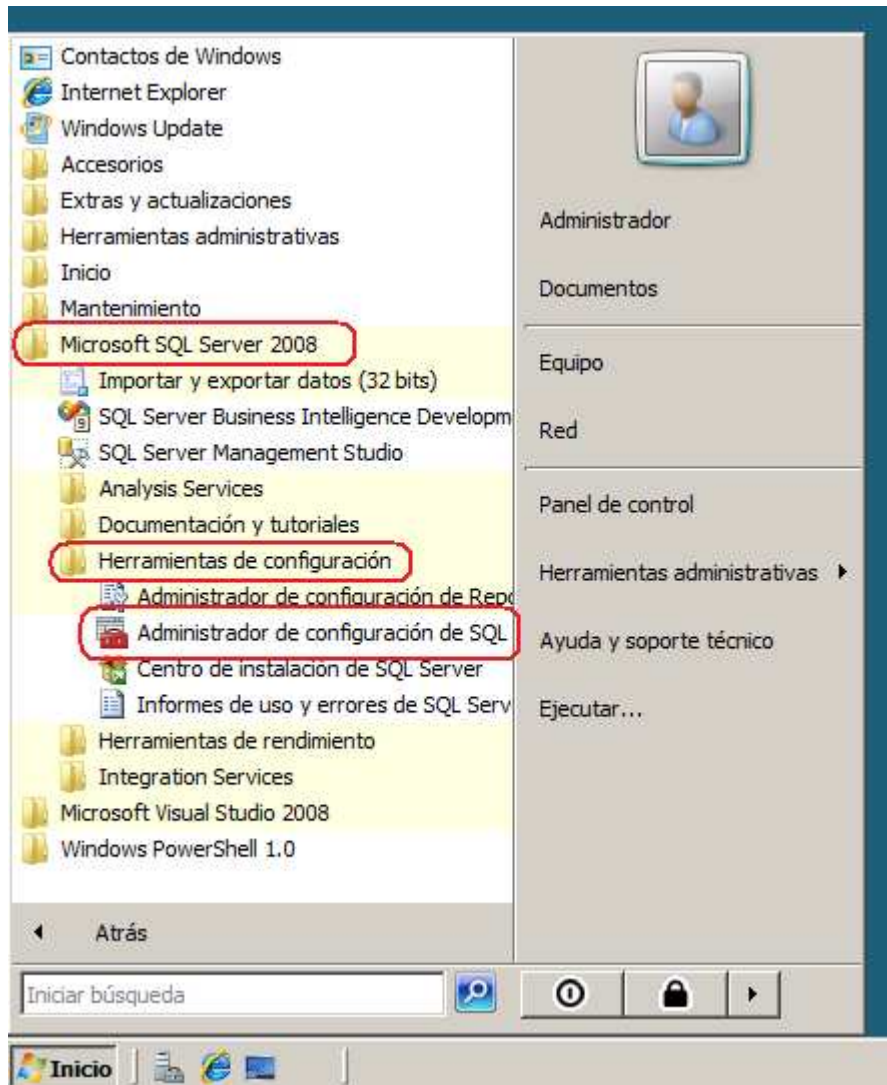 Contactos de Windows
Internet Explorer
Windows Update
Accesorios
Extras y actualizaciones
Herramientas administrativas
Inicio
Mantenimiento
Microsoft SQL Server 2008
Importar y exportar datos (32 bits)
SQL Server Business Intelligence Developm
SQL Server Management Studio
Analysis Services
Documentación y tutoriales
Herramientas de configuración
Administrador de configuración de Repo
Administrador de configuración de SQL
Centro de instalación de SQL Server
Informes de uso y errores de SQL Serv
Herramientas de rendimiento
Integration Services
Microsoft Visual Studio 2008
Windows PowerShell 1.0
Atrás
Iniciar búsqueda
Administrador
Documentos
Equipo
Red
Panel de control
Herramientas administrativas
Ayuda y soporte técnico
Ejecutar...
Inicio